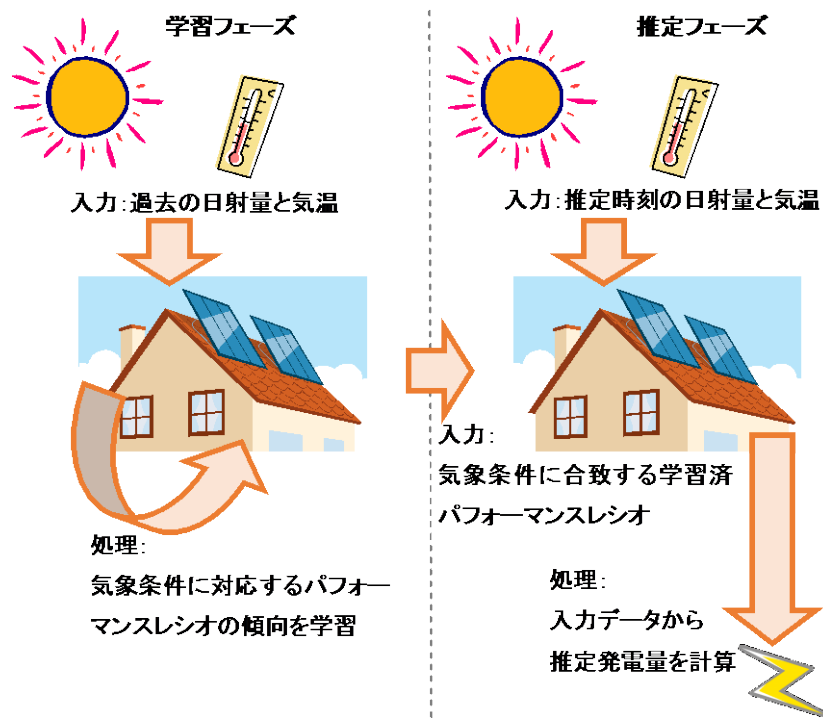 学習フェーズ
入力：過去の日射量と気温
処理：
気象条件に対応するパフォー
マンスレシオの傾向を学習
推定フェーズ
入力：推定時刻の日射量と気温
入力：
気象条件に合致する学習済
パフォーマンスレシオ
処理：
入力データから
推定発電量を計算